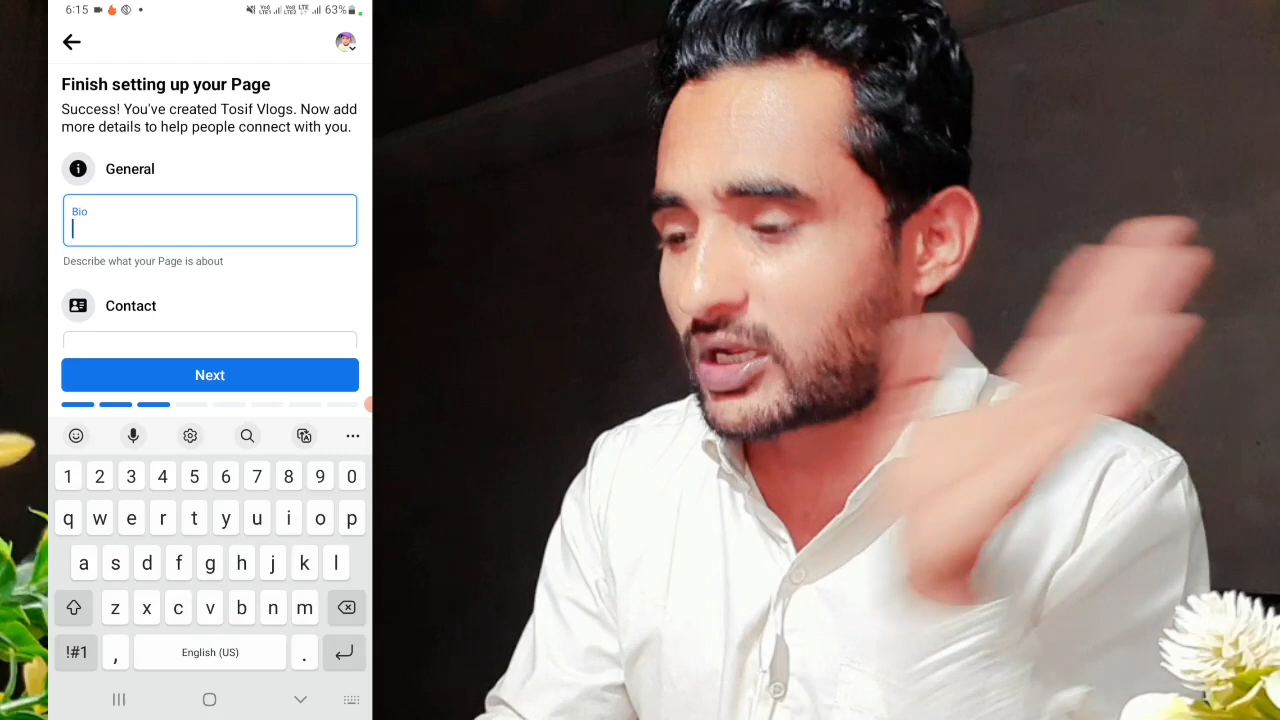 6:15 63%
Finish setting up your Page
Success! You've created Tosif Vlogs. Now add
more details to help people connect with you.
General
Bio
Describe what your Page is about
Contact
Next
1 2 3 4 5 6 7 8 9 0
q w e r t y u i o p
a s d f g h j k l
z x c v b n m
!#1 , English (US) .